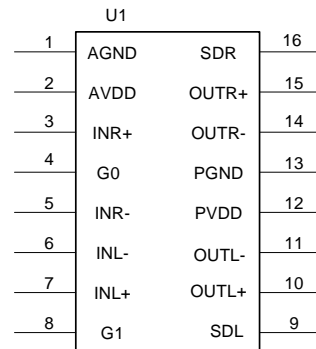 U1
1 AGND SDR 16
2 AVDD OUTR+ 15
3 INR+ OUTR- 14
4 G0 PGND 13
5 INR- PVDD 12
6 INL- OUTL- 11
7 INL+ OUTL+ 10
8 G1 SDL 9